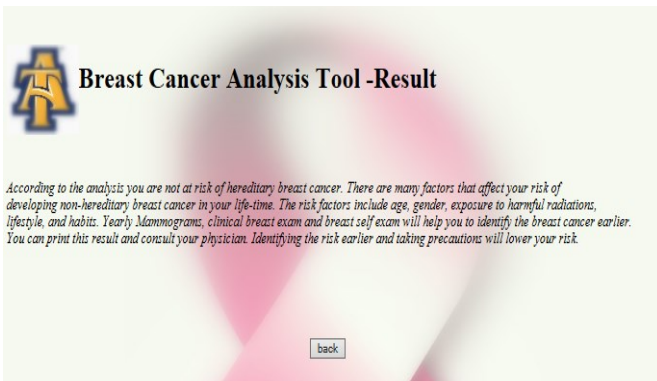 AT
Breast Cancer Analysis Tool -Result
According to the analysis you are not at risk of hereditary breast cancer. There are many factors that affect your risk of
developing non-hereditary breast cancer in your life-time. The risk factors include age, gender, exposure to harmful radiations,
lifestyle, and habits. Yearly Mammograms, clinical breast exam and breast self exam will help you to identify the breast cancer earlier.
You can print this result and consult your physician. Identifying the risk earlier and taking precautions will lower your risk.
back